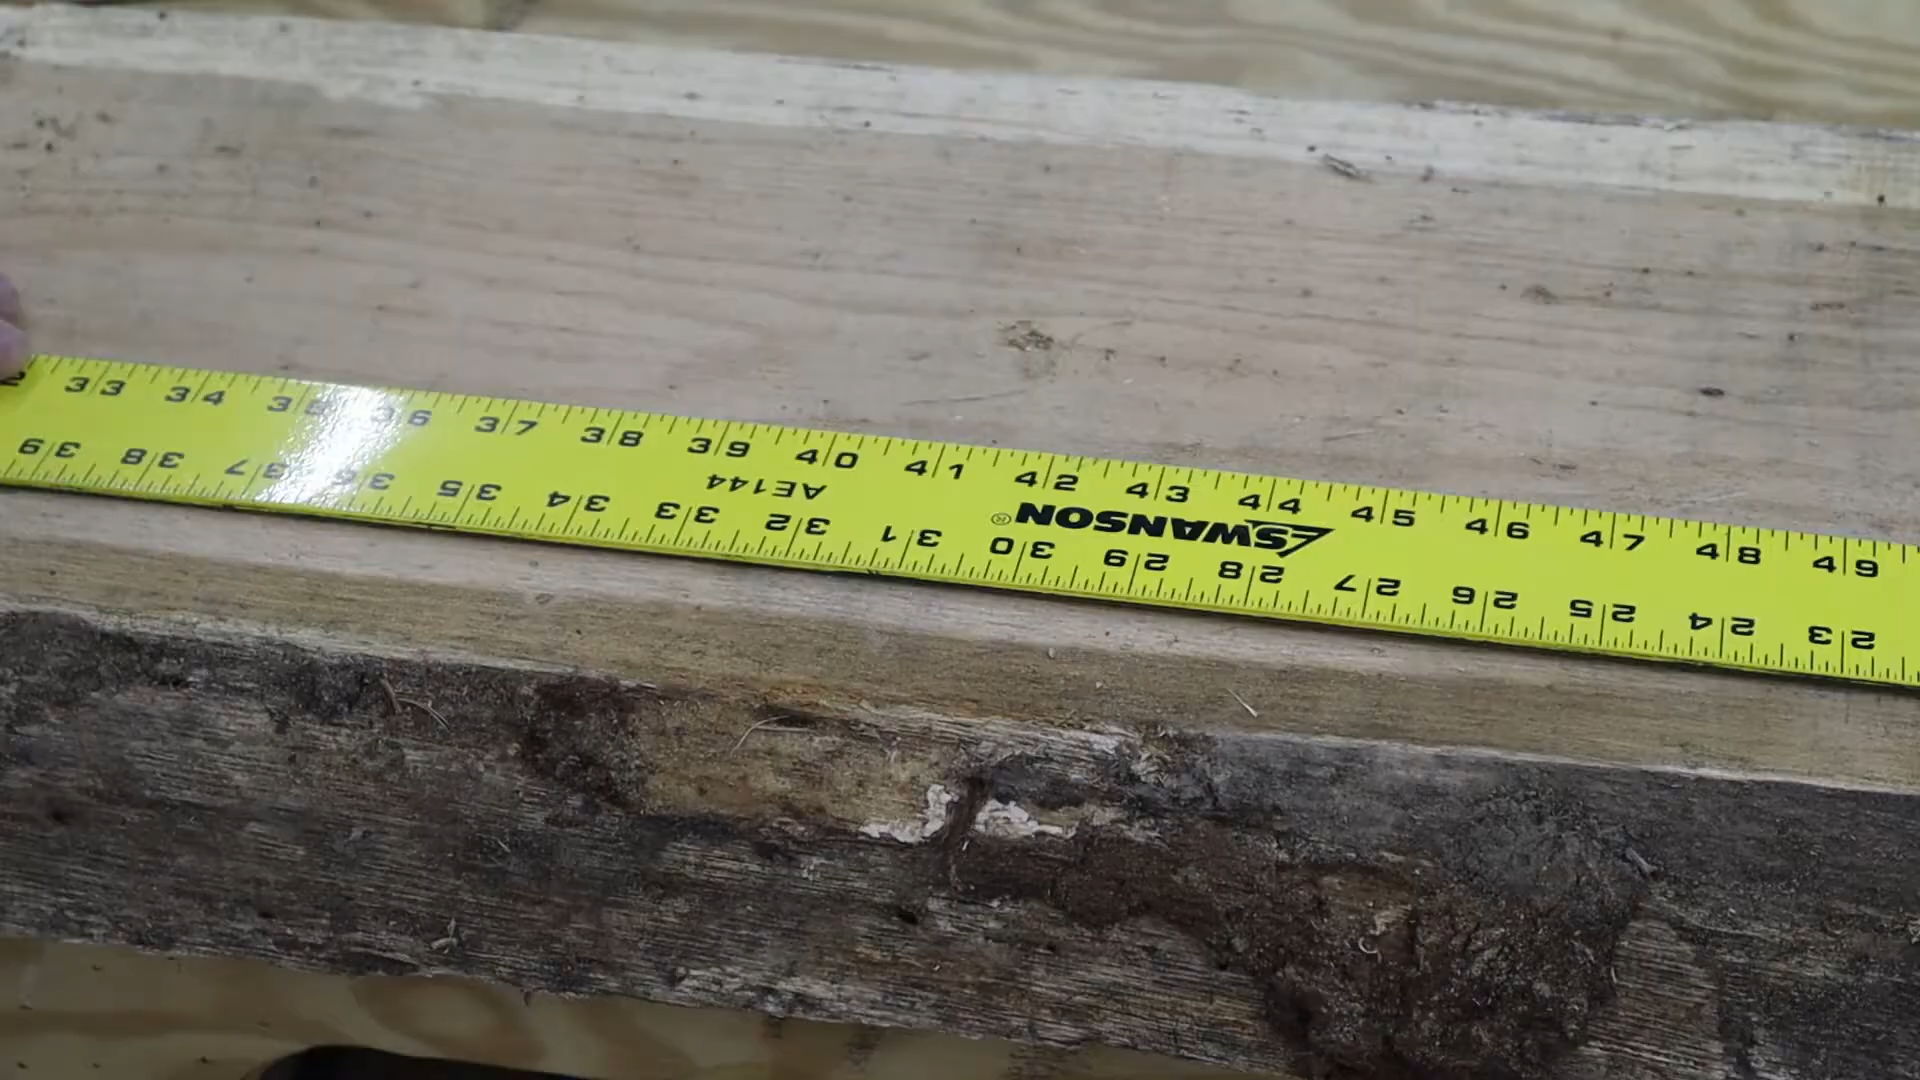 33 34 35 36 37 38 39 40 41 42 43 44 45 46 47 48 49
AE144
SWANSON®
39 38 37 36 35 34 33 32 31 30 29 28 27 26 25 24 23